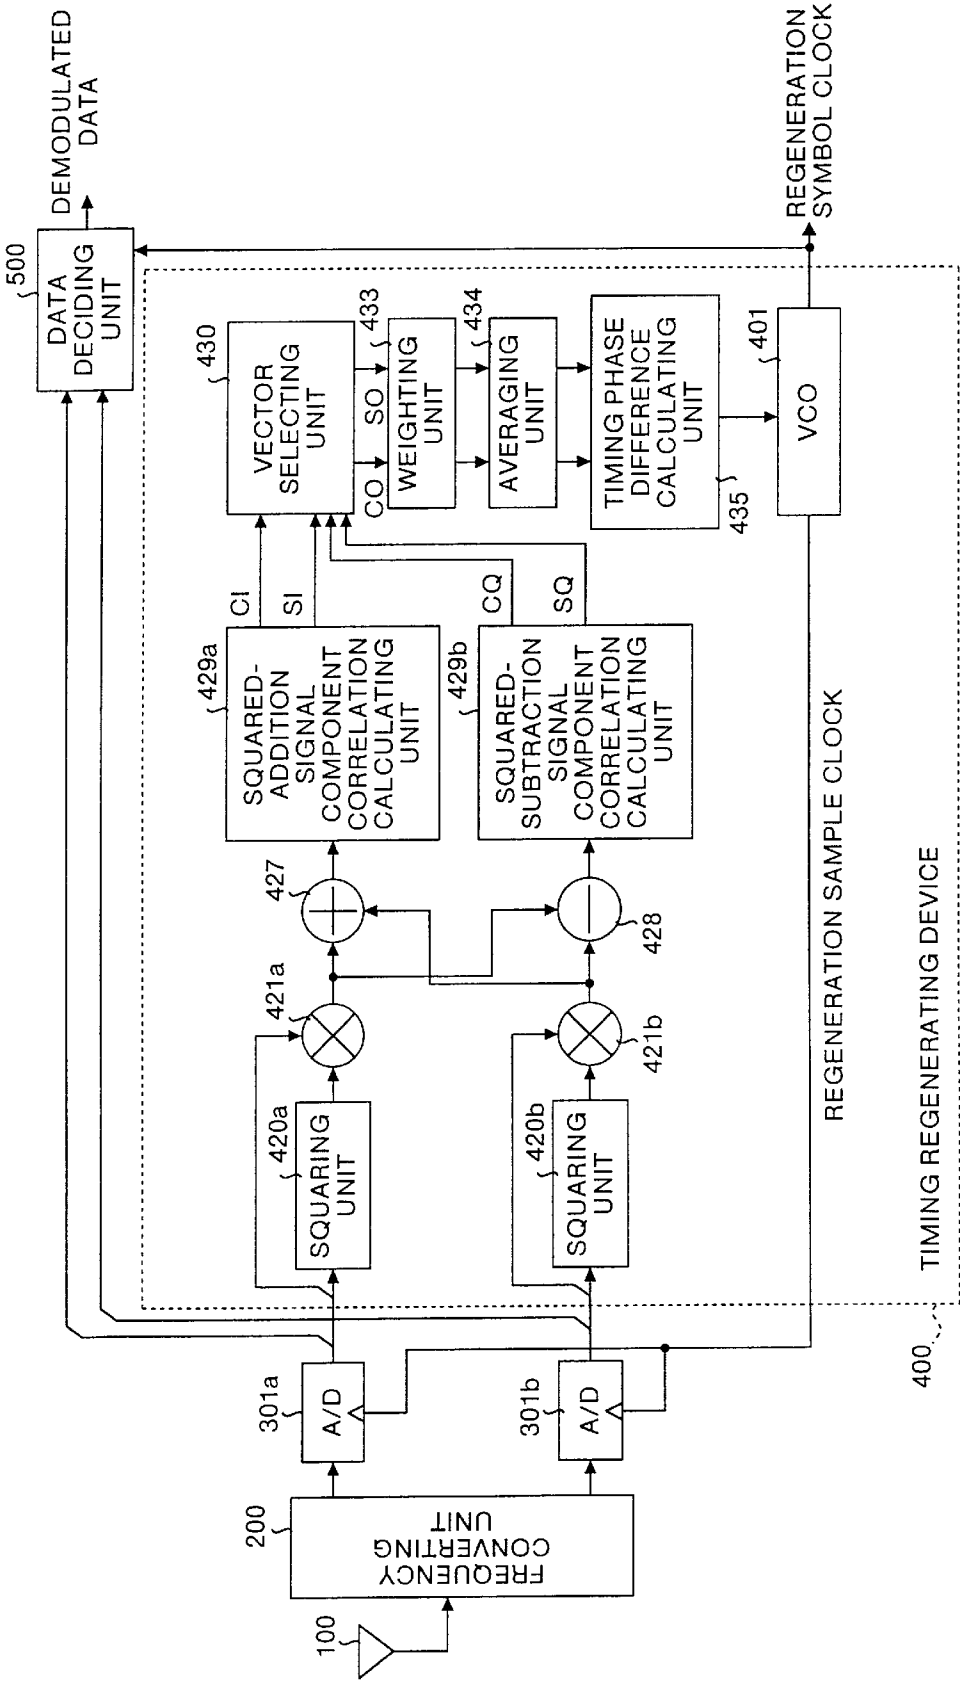 100
200
FREQUENCY
CONVERTING
UNIT
301a
A/D
301b
A/D
400
TIMING REGENERATING DEVICE
420a
SQUARING
UNIT
420b
SQUARING
UNIT
421a
421b
427
428
429a
SQUARED-
ADDITION
SIGNAL
COMPONENT
CORRELATION
CALCULATING
UNIT
429b
SQUARED-
SUBTRACTION
SIGNAL
COMPONENT
CORRELATION
CALCULATING
UNIT
CI
SI
CQ
SQ
430
VECTOR
SELECTING
UNIT
CO
SO
433
WEIGHTING
UNIT
434
AVERAGING
UNIT
TIMING PHASE
DIFFERENCE
CALCULATING
UNIT
435
401
VCO
REGENERATION SAMPLE CLOCK
500
DATA
DECIDING
UNIT
DEMODULATED
DATA
REGENERATION
SYMBOL CLOCK